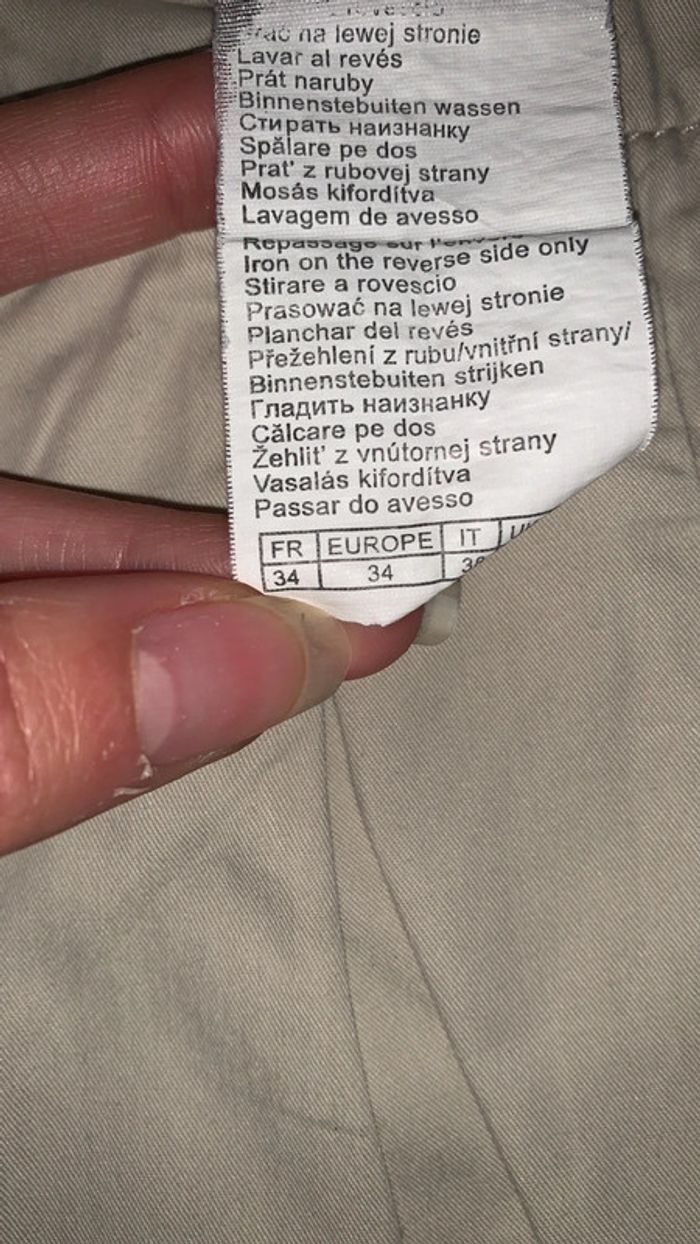 na lewej stronie
Lavar al revés
Prát naruby
Binnenstebuiten wassen
Стирать наизнанку
Spălare pe dos
Prat' z rubovej strany
Mosás kifordítva
Lavagem de avesso
Repassage sur l'envers
Iron on the reverse side only
Stirare a rovescio
Prasować na lewej stronie
Planchar del revés
Přežehlení z rubu/vnitřní strany/
Binnenstebuiten strijken
Гладить наизнанку
Călcare pe dos
Žehlit' z vnútornej strany
Vasalás kifordítva
Passar do avesso
FR EUROPE IT
34 34